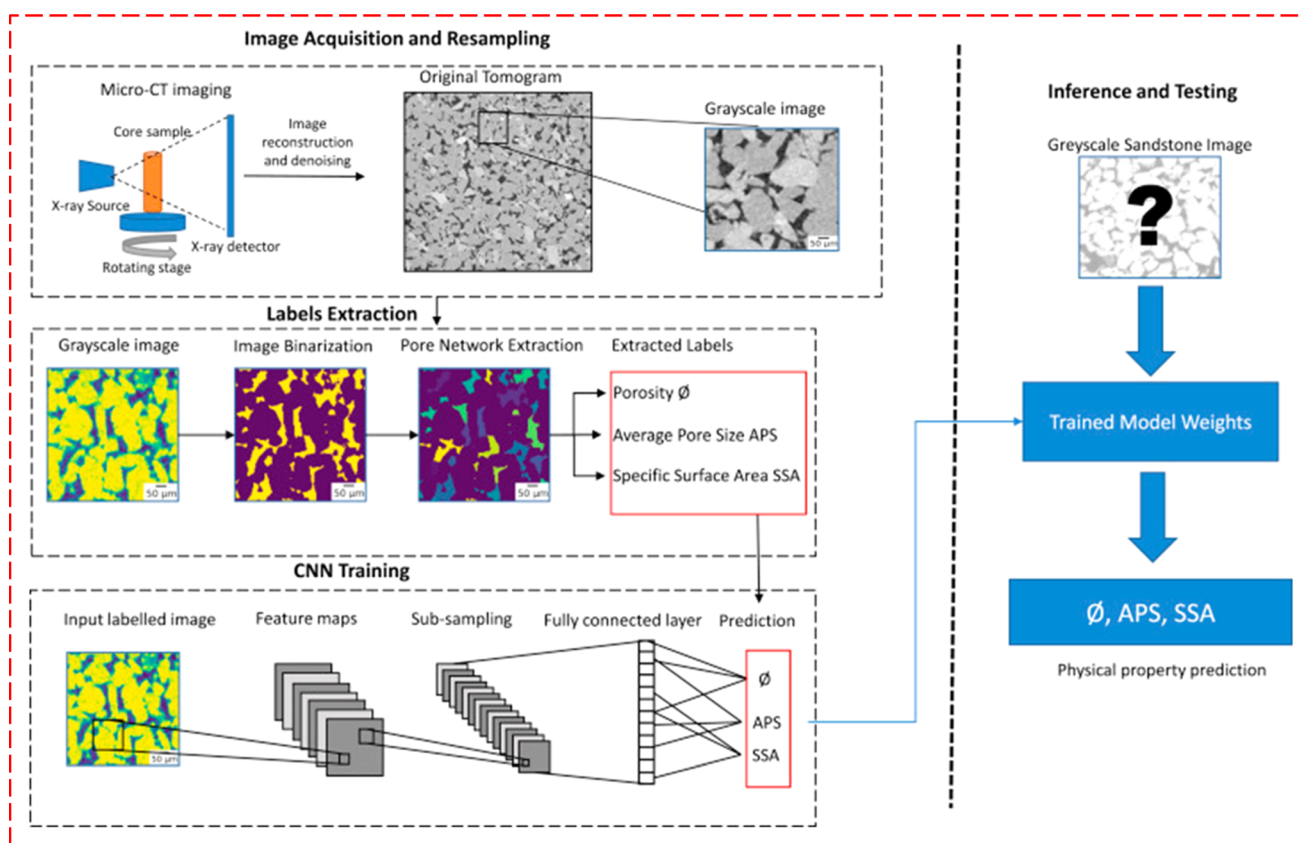 Image Acquisition and Resampling
Micro-CT imaging
Core sample
X-ray Source
X-ray detector
Rotating stage
Image
reconstruction
and denoising
Original Tomogram
Grayscale image
50 µm
Labels Extraction
Grayscale image
50 µm
Image Binarization
50 µm
Pore Network Extraction
50 µm
Extracted Labels
Porosity Ø
Average Pore Size APS
Specific Surface Area SSA
CNN Training
Input labelled image
50 µm
Feature maps
Sub-sampling
Fully connected layer
Prediction
Ø
APS
SSA
Inference and Testing
Greyscale Sandstone Image
?
Trained Model Weights
Ø, APS, SSA
Physical property prediction